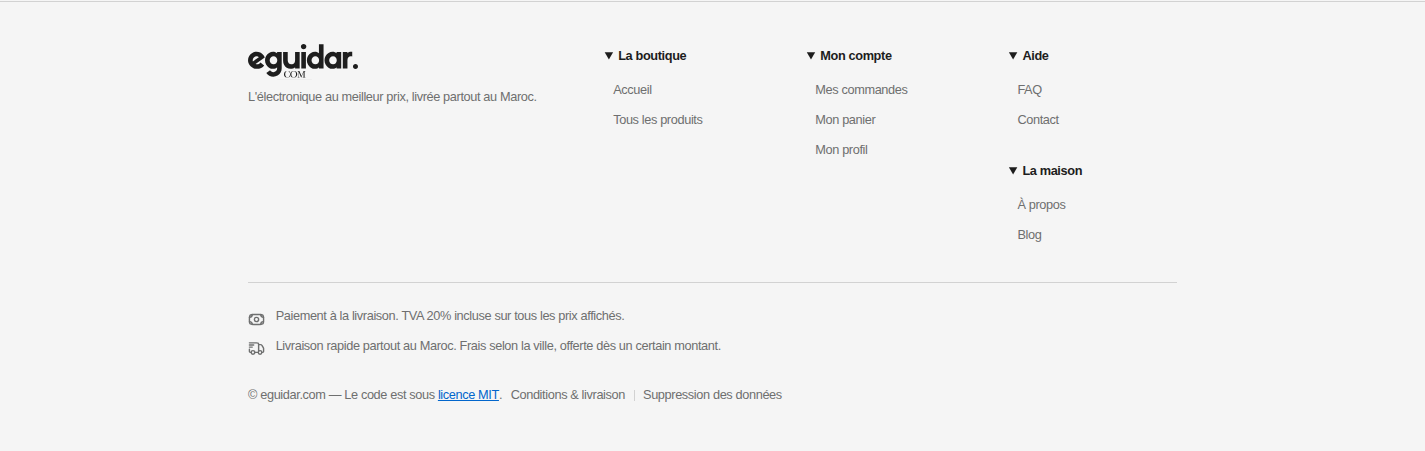 eguidar.
COM
L'électronique au meilleur prix, livrée partout au Maroc.
La boutique
Accueil
Tous les produits
Mon compte
Mes commandes
Mon panier
Mon profil
Aide
FAQ
Contact
La maison
À propos
Blog
Paiement à la livraison. TVA 20% incluse sur tous les prix affichés.
Livraison rapide partout au Maroc. Frais selon la ville, offerte dès un certain montant.
© eguidar.com — Le code est sous licence MIT. Conditions & livraison | Suppression des données